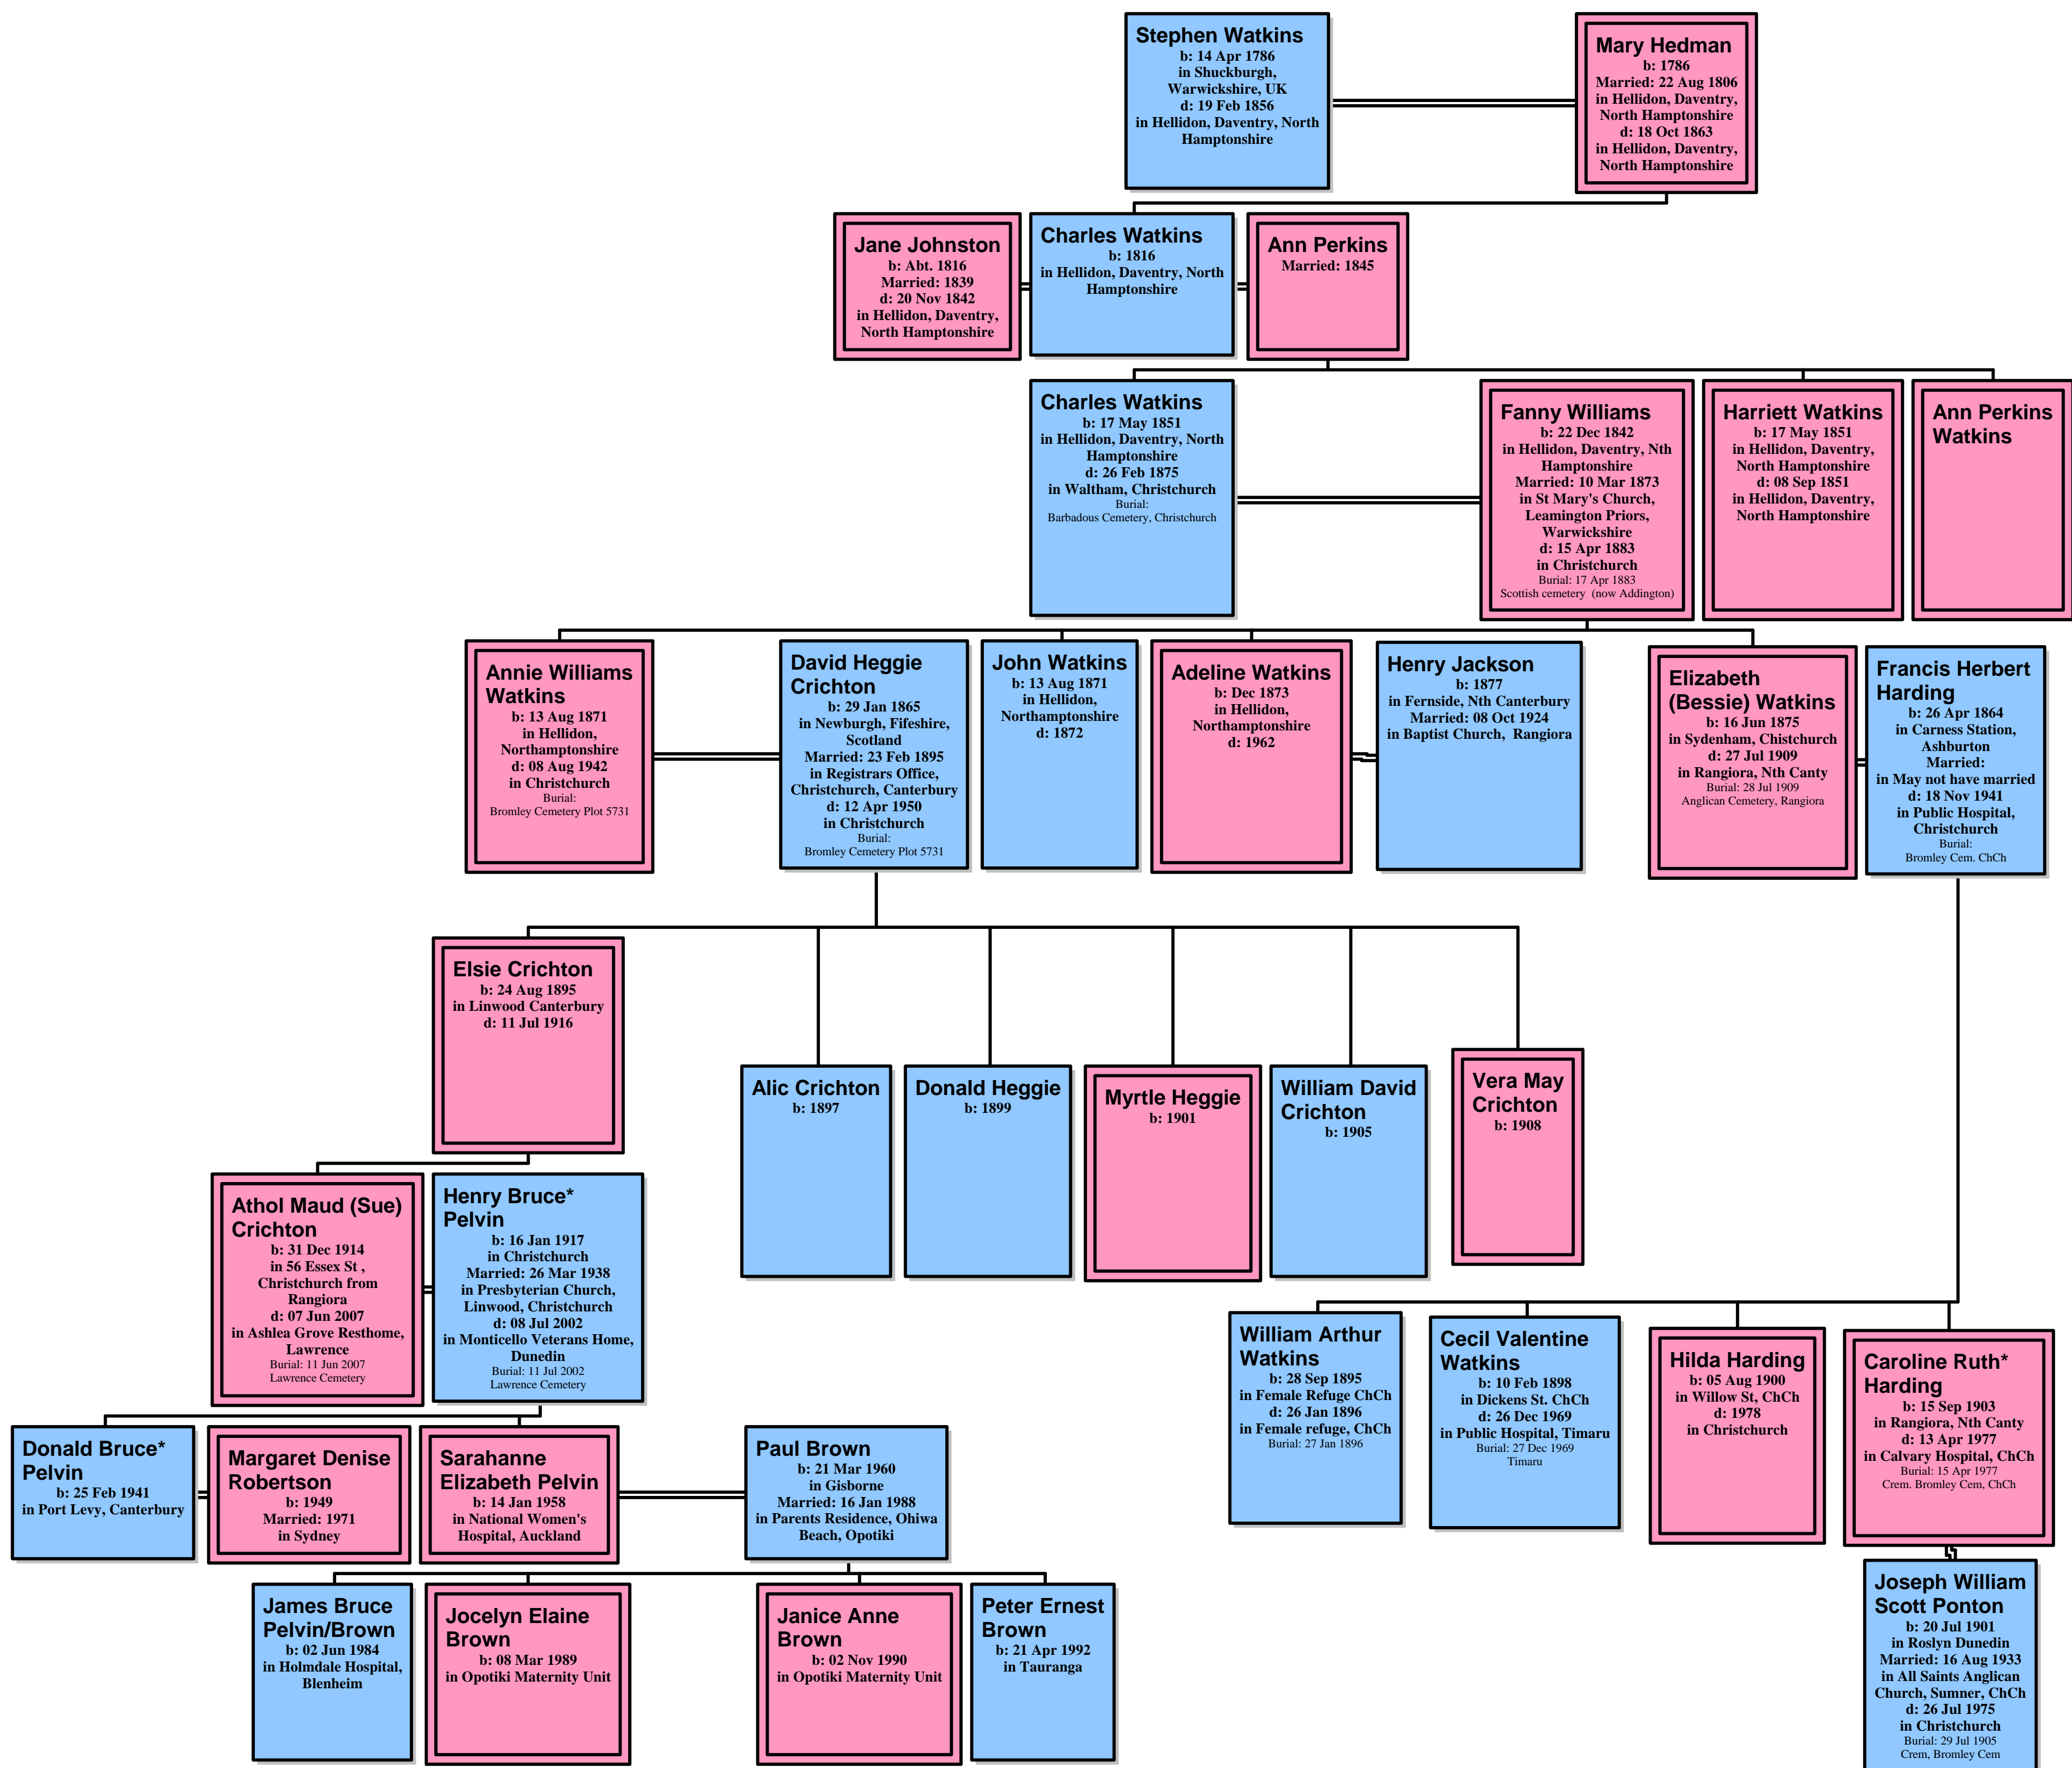 Stephen Watkins
b: 14 Apr 1786
in Shuckburgh,
Warwickshire, UK
d: 19 Feb 1856
in Hellidon, Daventry, North
Hamptonshire
Mary Hedman
b: 1786
Married: 22 Aug 1806
in Hellidon, Daventry,
North Hamptonshire
d: 18 Oct 1863
in Hellidon, Daventry,
North Hamptonshire
Jane Johnston
b: Abt. 1816
Married: 1839
d: 20 Nov 1842
in Hellidon, Daventry,
North Hamptonshire
Charles Watkins
b: 1816
in Hellidon, Daventry, North
Hamptonshire
Ann Perkins
Married: 1845
Charles Watkins
b: 17 May 1851
in Hellidon, Daventry, North
Hamptonshire
d: 26 Feb 1875
in Waltham, Christchurch
Burial:
Barbadous Cemetery, Christchurch
Fanny Williams
b: 22 Dec 1842
in Hellidon, Daventry, Nth
Hamptonshire
Married: 10 Mar 1873
in St Mary's Church,
Leamington Priors,
Warwickshire
d: 15 Apr 1883
in Christchurch
Burial: 17 Apr 1883
Scottish cemetery (now Addington)
Harriett Watkins
b: 17 May 1851
in Hellidon, Daventry,
North Hamptonshire
d: 08 Sep 1851
in Hellidon, Daventry,
North Hamptonshire
Ann Perkins
Watkins
Annie Williams
Watkins
b: 13 Aug 1871
in Hellidon,
Northamptonshire
d: 08 Aug 1942
in Christchurch
Burial:
Bromley Cemetery Plot 5731
David Heggie
Crichton
b: 29 Jan 1865
in Newburgh, Fifeshire,
Scotland
Married: 23 Feb 1895
in Registrars Office,
Christchurch, Canterbury
d: 12 Apr 1950
in Christchurch
Burial:
Bromley Cemetery Plot 5731
John Watkins
b: 13 Aug 1871
in Hellidon,
Northamptonshire
d: 1872
Adeline Watkins
b: Dec 1873
in Hellidon,
Northamptonshire
d: 1962
Henry Jackson
b: 1877
in Fernside, Nth Canterbury
Married: 08 Oct 1924
in Baptist Church, Rangiora
Elizabeth
(Bessie) Watkins
b: 16 Jun 1875
in Sydenham, Chistchurch
d: 27 Jul 1909
in Rangiora, Nth Canty
Burial: 28 Jul 1909
Anglican Cemetery, Rangiora
Francis Herbert
Harding
b: 26 Apr 1864
in Carness Station,
Ashburton
Married:
in May not have married
d: 18 Nov 1941
in Public Hospital,
Christchurch
Burial:
Bromley Cem. ChCh
Elsie Crichton
b: 24 Aug 1895
in Linwood Canterbury
d: 11 Jul 1916
Alic Crichton
b: 1897
Donald Heggie
b: 1899
Myrtle Heggie
b: 1901
William David
Crichton
b: 1905
Vera May
Crichton
b: 1908
Athol Maud (Sue)
Crichton
b: 31 Dec 1914
in 56 Essex St ,
Christchurch from
Rangiora
d: 07 Jun 2007
in Ashlea Grove Resthome,
Lawrence
Burial: 11 Jun 2007
Lawrence Cemetery
Henry Bruce*
Pelvin
b: 16 Jan 1917
in Christchurch
Married: 26 Mar 1938
in Presbyterian Church,
Linwood, Christchurch
d: 08 Jul 2002
in Monticello Veterans Home,
Dunedin
Burial: 11 Jul 2002
Lawrence Cemetery
William Arthur
Watkins
b: 28 Sep 1895
in Female Refuge ChCh
d: 26 Jan 1896
in Female refuge, ChCh
Burial: 27 Jan 1896
Cecil Valentine
Watkins
b: 10 Feb 1898
in Dickens St. ChCh
d: 26 Dec 1969
in Public Hospital, Timaru
Burial: 27 Dec 1969
Timaru
Hilda Harding
b: 05 Aug 1900
in Willow St, ChCh
d: 1978
in Christchurch
Caroline Ruth*
Harding
b: 15 Sep 1903
in Rangiora, Nth Canty
d: 13 Apr 1977
in Calvary Hospital, ChCh
Burial: 15 Apr 1977
Crem. Bromley Cem, ChCh
Donald Bruce*
Pelvin
b: 25 Feb 1941
in Port Levy, Canterbury
Margaret Denise
Robertson
b: 1949
Married: 1971
in Sydney
Sarahanne
Elizabeth Pelvin
b: 14 Jan 1958
in National Women's
Hospital, Auckland
Paul Brown
b: 21 Mar 1960
in Gisborne
Married: 16 Jan 1988
in Parents Residence, Ohiwa
Beach, Opotiki
James Bruce
Pelvin/Brown
b: 02 Jun 1984
in Holmdale Hospital,
Blenheim
Jocelyn Elaine
Brown
b: 08 Mar 1989
in Opotiki Maternity Unit
Janice Anne
Brown
b: 02 Nov 1990
in Opotiki Maternity Unit
Peter Ernest
Brown
b: 21 Apr 1992
in Tauranga
Joseph William
Scott Ponton
b: 20 Jul 1901
in Roslyn Dunedin
Married: 16 Aug 1933
in All Saints Anglican
Church, Sumner, ChCh
d: 26 Jul 1975
in Christchurch
Burial: 29 Jul 1905
Crem, Bromley Cem